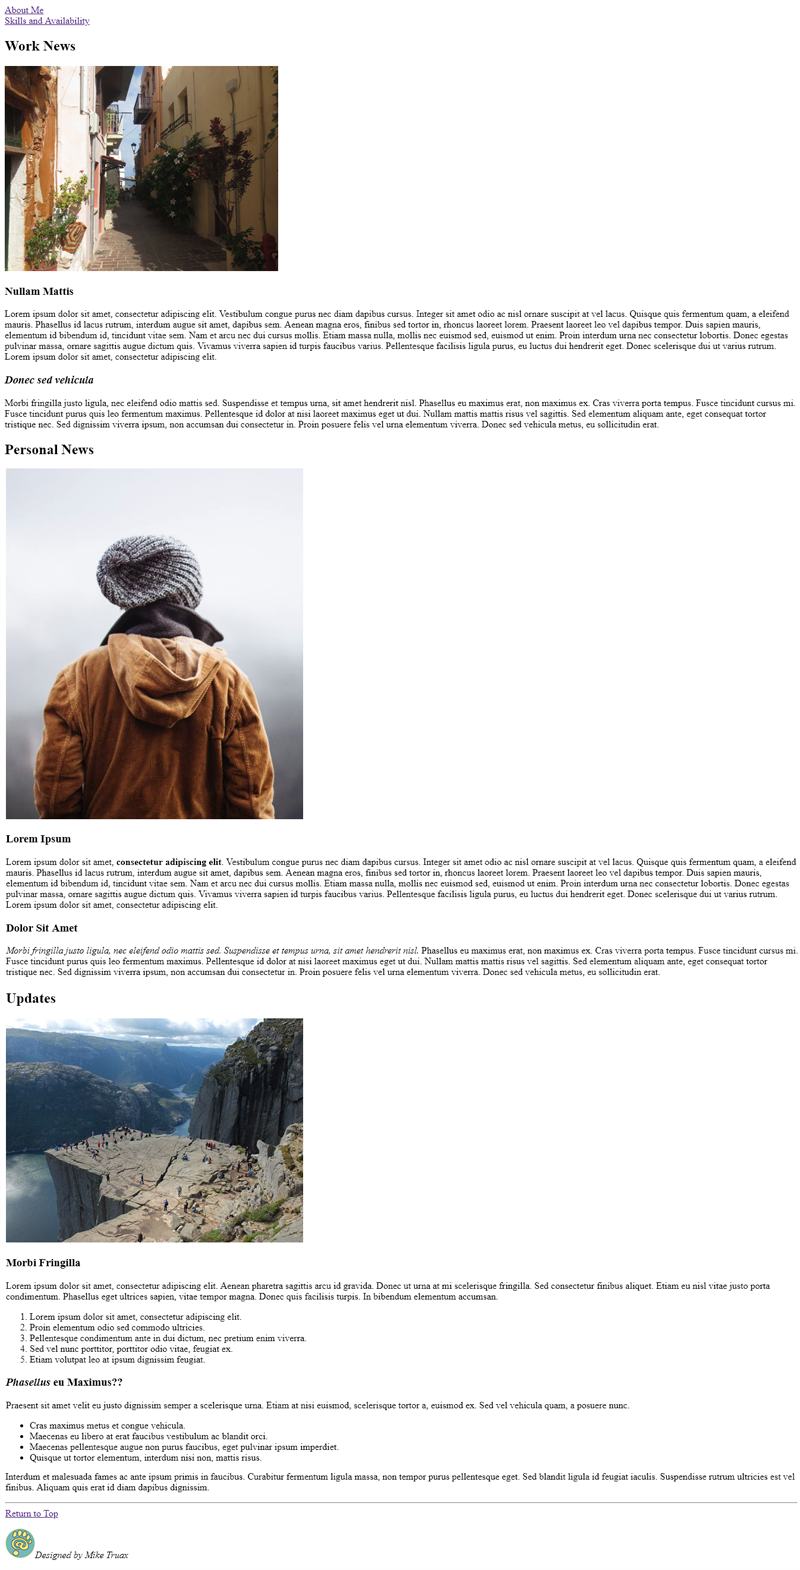 About Me
Skills and Availability
Work News
Nullam Mattis
Lorem ipsum dolor sit amet, consectetur adipiscing elit. Vestibulum congue purus nec diam dapibus cursus. Integer sit amet odio ac nisl ornare suscipit at vel lacus. Quisque quis fermentum quam, a eleifend
mauris. Phasellus id lacus rutrum, interdum augue sit amet, dapibus sem. Aenean magna eros, finibus sed tortor in, rhoncus laoreet lorem. Praesent laoreet leo vel dapibus tempor. Duis sapien mauris,
elementum id bibendum id, tincidunt vitae sem. Nam et arcu nec dui cursus mollis. Etiam massa nulla, mollis nec euismod sed, euismod ut enim. Proin interdum urna nec consectetur lobortis. Donec egestas
pulvinar massa, ornare sagittis augue dictum quis. Vivamus viverra sapien id turpis faucibus varius. Pellentesque facilisis ligula purus, eu luctus dui hendrerit eget. Donec scelerisque dui ut varius rutrum.
Lorem ipsum dolor sit amet, consectetur adipiscing elit.
Donec sed vehicula
Morbi fringilla justo ligula, nec eleifend odio mattis sed. Suspendisse et tempus urna, sit amet hendrerit nisl. Phasellus eu maximus erat, non maximus ex. Cras viverra porta tempus. Fusce tincidunt cursus mi.
Fusce tincidunt purus quis leo fermentum maximus. Pellentesque id dolor at nisi laoreet maximus eget ut dui. Nullam mattis mattis risus vel sagittis. Sed elementum aliquam ante, eget consequat tortor
tristique nec. Sed dignissim viverra ipsum, non accumsan dui consectetur in. Proin posuere felis vel urna elementum viverra. Donec sed vehicula metus, eu sollicitudin erat.
Personal News
Lorem Ipsum
Lorem ipsum dolor sit amet, consectetur adipiscing elit. Vestibulum congue purus nec diam dapibus cursus. Integer sit amet odio ac nisl ornare suscipit at vel lacus. Quisque quis fermentum quam, a eleifend
mauris. Phasellus id lacus rutrum, interdum augue sit amet, dapibus sem. Aenean magna eros, finibus sed tortor in, rhoncus laoreet lorem. Praesent laoreet leo vel dapibus tempor. Duis sapien mauris,
elementum id bibendum id, tincidunt vitae sem. Nam et arcu nec dui cursus mollis. Etiam massa nulla, mollis nec euismod sed, euismod ut enim. Proin interdum urna nec consectetur lobortis. Donec egestas
pulvinar massa, ornare sagittis augue dictum quis. Vivamus viverra sapien id turpis faucibus varius. Pellentesque facilisis ligula purus, eu luctus dui hendrerit eget. Donec scelerisque dui ut varius rutrum.
Lorem ipsum dolor sit amet, consectetur adipiscing elit.
Dolor Sit Amet
Morbi fringilla justo ligula, nec eleifend odio mattis sed. Suspendisse et tempus urna, sit amet hendrerit nisl. Phasellus eu maximus erat, non maximus ex. Cras viverra porta tempus. Fusce tincidunt cursus mi.
Fusce tincidunt purus quis leo fermentum maximus. Pellentesque id dolor at nisi laoreet maximus eget ut dui. Nullam mattis mattis risus vel sagittis. Sed elementum aliquam ante, eget consequat tortor
tristique nec. Sed dignissim viverra ipsum, non accumsan dui consectetur in. Proin posuere felis vel urna elementum viverra. Donec sed vehicula metus, eu sollicitudin erat.
Updates
Morbi Fringilla
Lorem ipsum dolor sit amet, consectetur adipiscing elit. Aenean pharetra sagittis arcu id gravida. Donec ut urna at mi scelerisque fringilla. Sed consectetur finibus aliquet. Etiam eu nisl vitae justo porta
condimentum. Phasellus eget ultrices sapien, vitae tempor magna. Donec quis facilisis turpis. In bibendum elementum accumsan.
1. Lorem ipsum dolor sit amet, consectetur adipiscing elit.
2. Proin elementum odio sed commodo ultricies.
3. Pellentesque condimentum ante in dui dictum, nec pretium enim viverra.
4. Sed vel nunc porttitor, porttitor odio vitae, feugiat ex.
5. Etiam volutpat leo at ipsum dignissim feugiat.
Phasellus eu Maximus??
Praesent sit amet velit eu justo dignissim semper a scelerisque urna. Etiam at nisi euismod, scelerisque tortor a, euismod ex. Sed vel vehicula quam, a posuere nunc.
• Cras maximus metus et congue vehicula.
• Maecenas eu libero at erat faucibus vestibulum ac blandit orci.
• Maecenas pellentesque augue non purus faucibus, eget pulvinar ipsum imperdiet.
• Quisque ut tortor elementum, interdum nisi non, mattis risus.
Interdum et malesuada fames ac ante ipsum primis in faucibus. Curabitur fermentum ligula massa, non tempor purus pellentesque eget. Sed blandit ligula id feugiat iaculis. Suspendisse rutrum ultricies est vel
finibus. Aliquam quis erat id diam dapibus dignissim.
Return to Top
Designed by Mike Truax